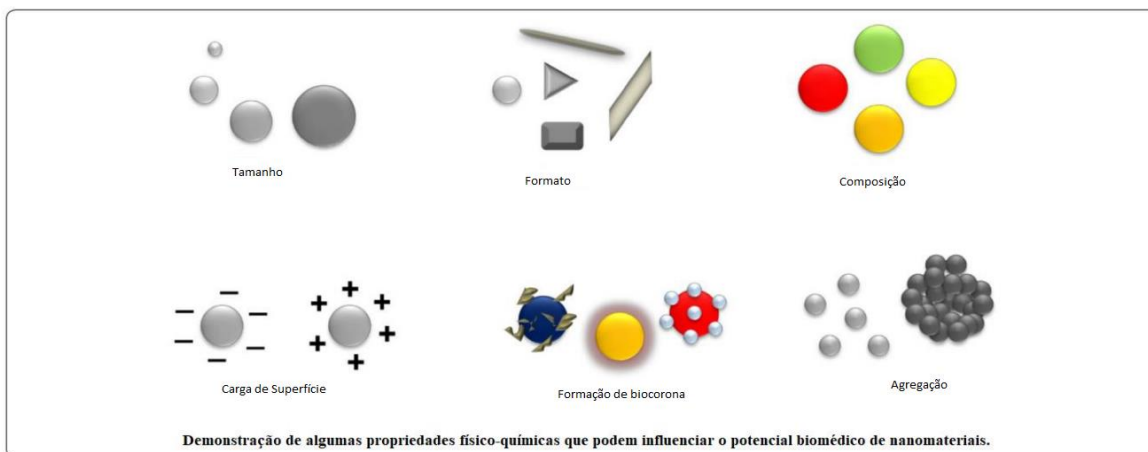 Tamanho
Formato
Composição
Carga de Superfície
Formação de biocorona
Agregação
Demonstração de algumas propriedades físico-químicas que podem influenciar o potencial biomédico de nanomateriais.